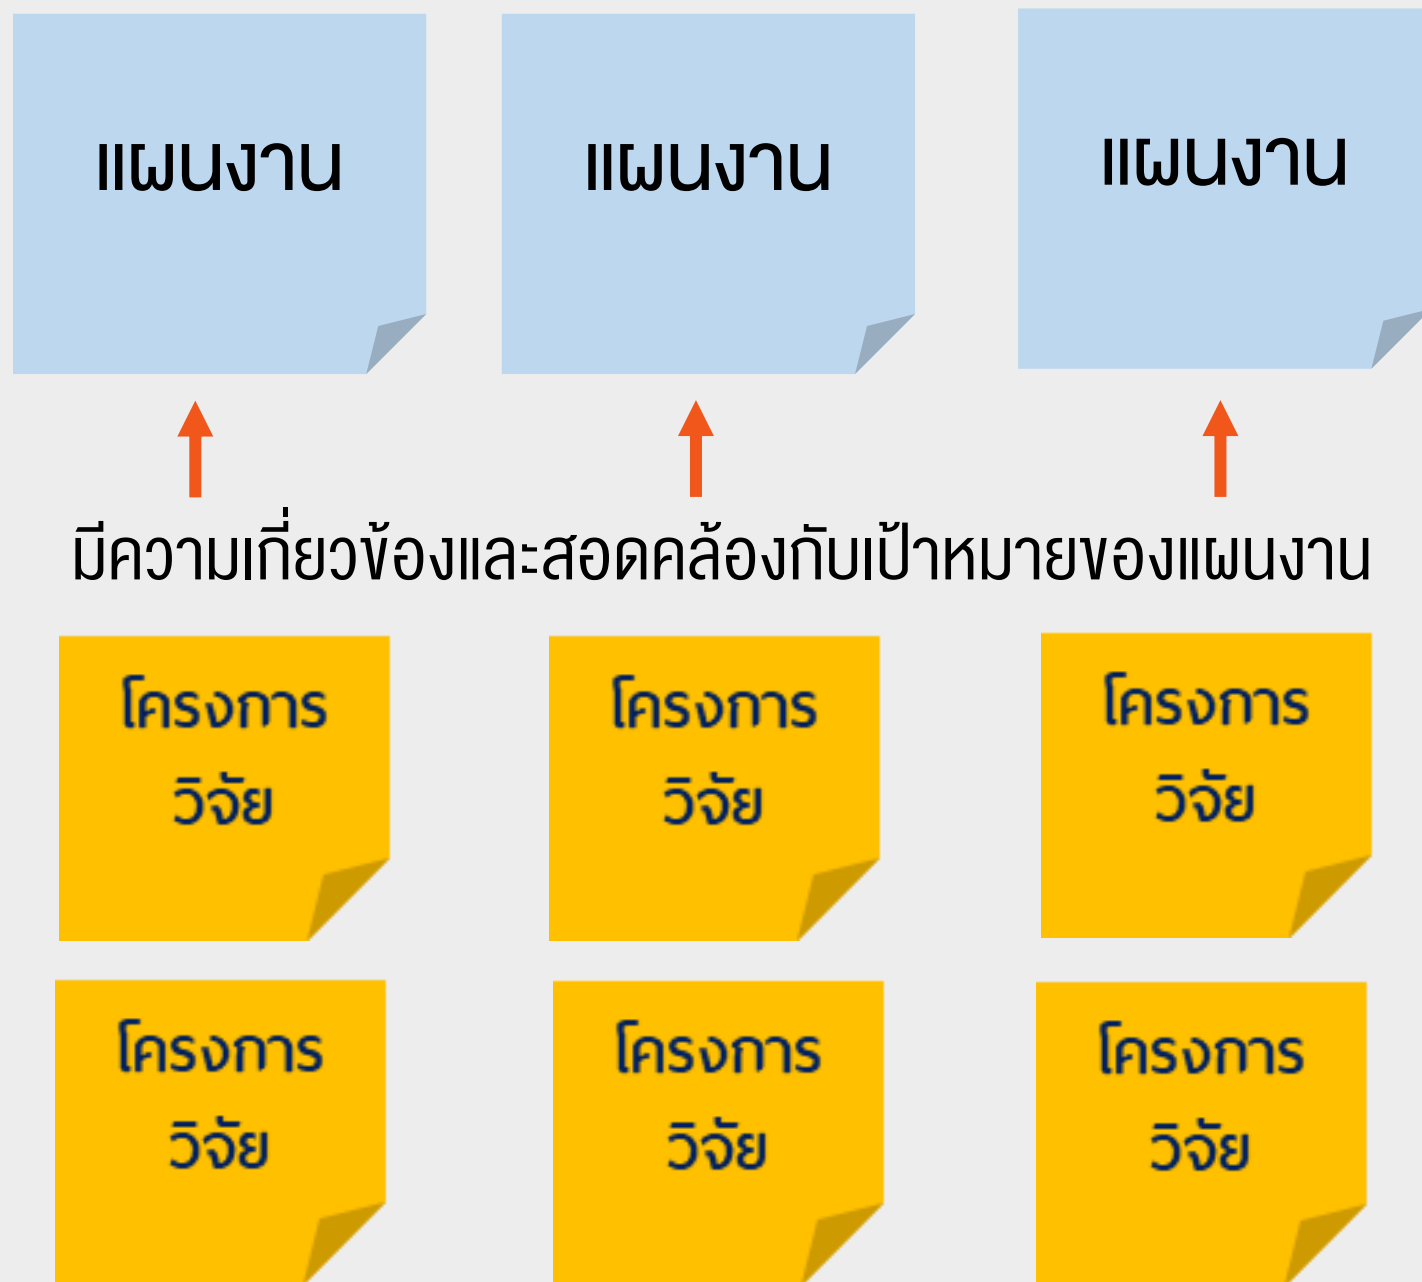 แผนงาน แผนงาน แผนงาน
มีความเกี่ยวข้องและสอดคล้องกับเป้าหมายของแผนงาน
โครงการ
วิจัย
โครงการ
วิจัย
โครงการ
วิจัย
โครงการ
วิจัย
โครงการ
วิจัย
โครงการ
วิจัย